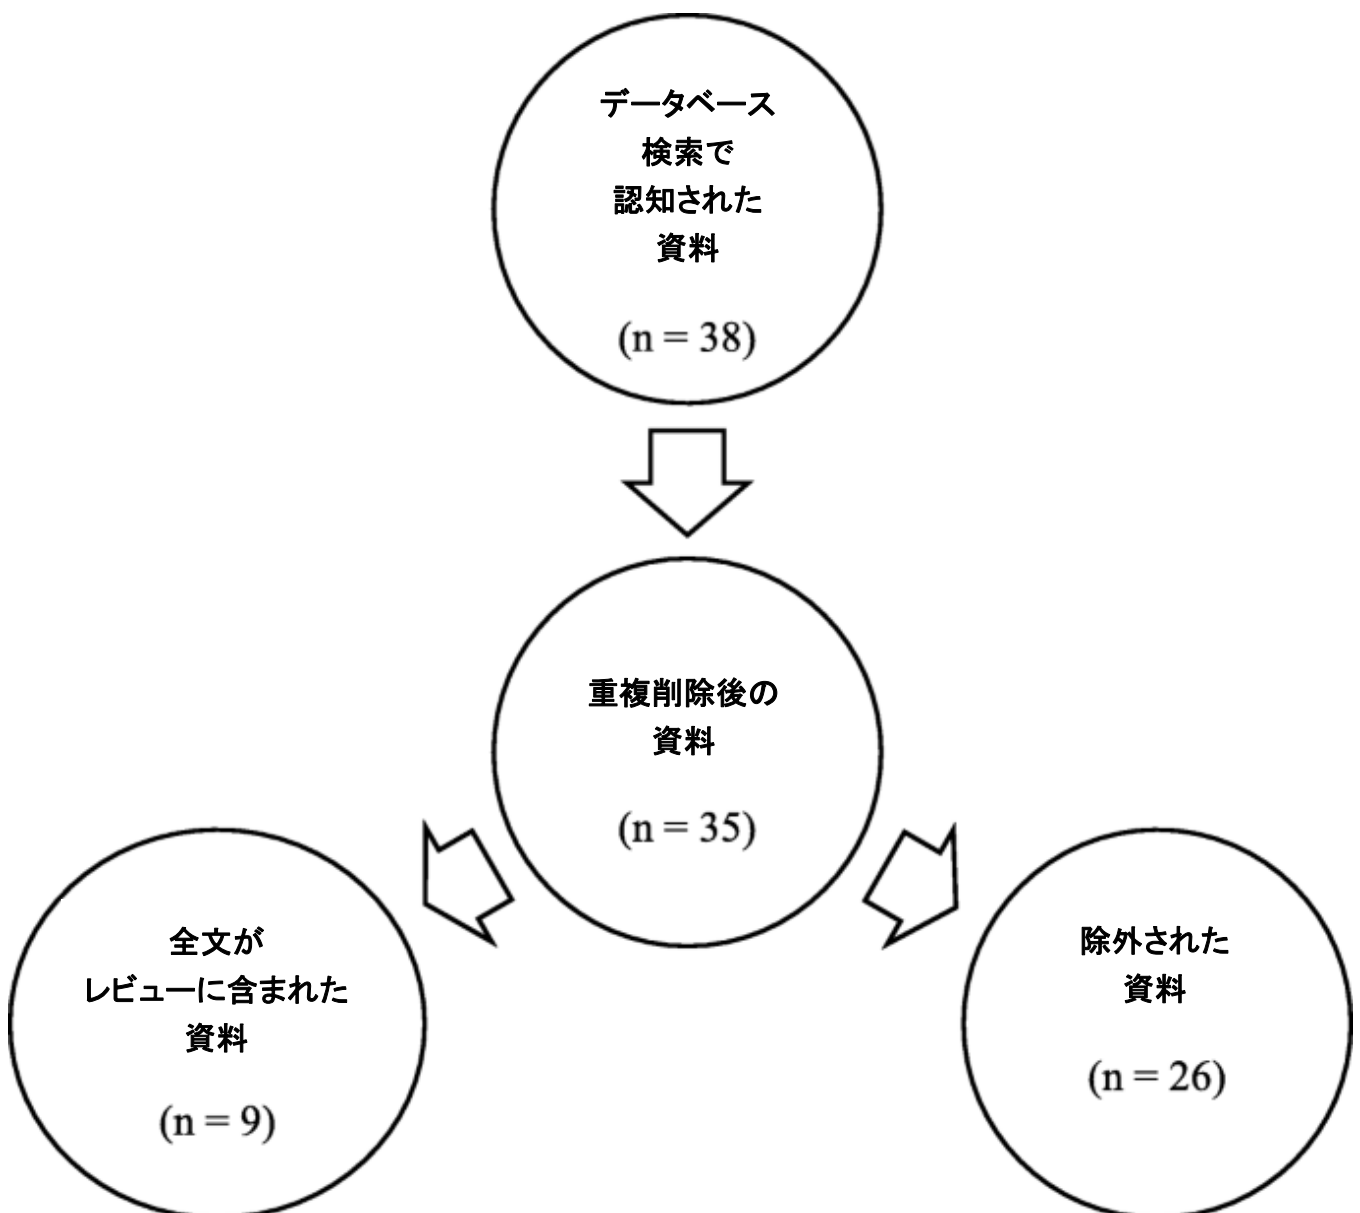 データベース
検索で
認知された
資料
(n = 38)
重複削除後の
資料
(n = 35)
全文が
レビューに含まれた
資料
(n = 9)
除外された
資料
(n = 26)